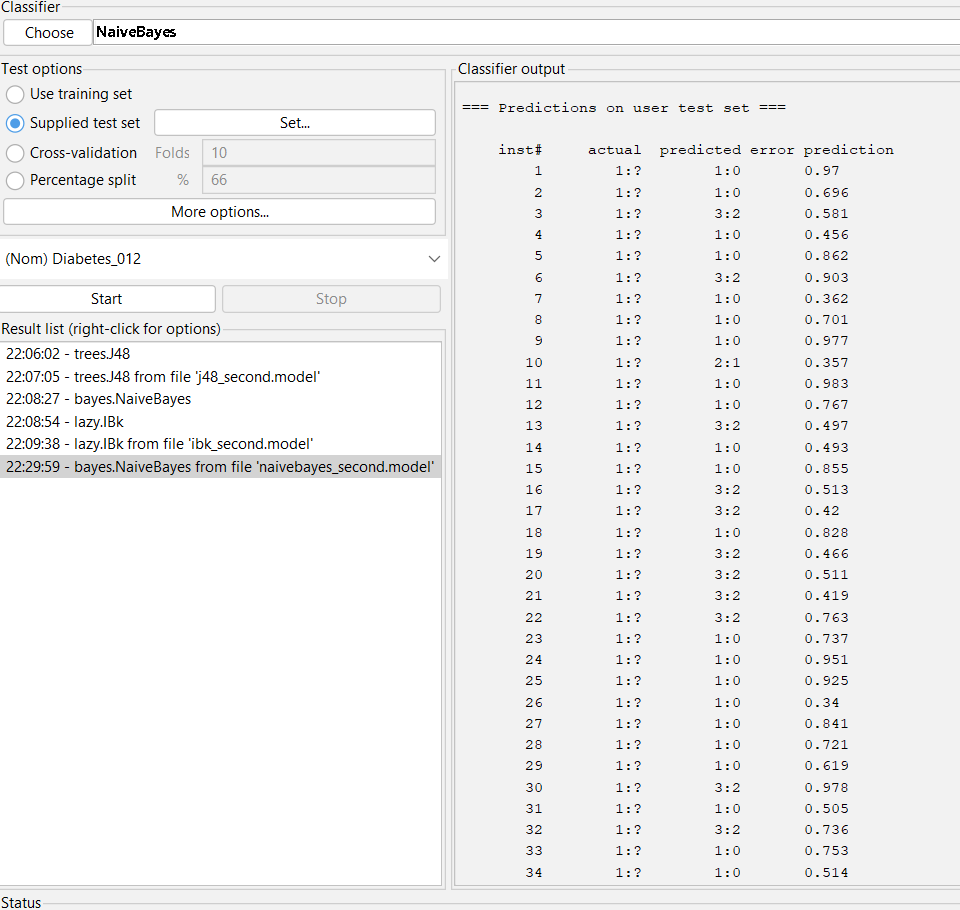 Classifier
Choose NaiveBayes
Test options
Use training set
Supplied test set Set...
Cross-validation Folds 10
Percentage split % 66
More options...
(Nom) Diabetes_012
Start Stop
Result list (right-click for options)
22:06:02 - trees.J48
22:07:05 - trees.J48 from file 'j48_second.model'
22:08:27 - bayes.NaiveBayes
22:08:54 - lazy.IBk
22:09:38 - lazy.IBk from file 'ibk_second.model'
22:29:59 - bayes.NaiveBayes from file 'naivebayes_second.model'
Classifier output
=== Predictions on user test set ===
inst# actual predicted error prediction
1 1:? 1:0 0.97
2 1:? 1:0 0.696
3 1:? 3:2 0.581
4 1:? 1:0 0.456
5 1:? 1:0 0.862
6 1:? 3:2 0.903
7 1:? 1:0 0.362
8 1:? 1:0 0.701
9 1:? 1:0 0.977
10 1:? 2:1 0.357
11 1:? 1:0 0.983
12 1:? 1:0 0.767
13 1:? 3:2 0.497
14 1:? 1:0 0.493
15 1:? 1:0 0.855
16 1:? 3:2 0.513
17 1:? 3:2 0.42
18 1:? 1:0 0.828
19 1:? 3:2 0.466
20 1:? 3:2 0.511
21 1:? 3:2 0.419
22 1:? 3:2 0.763
23 1:? 1:0 0.737
24 1:? 1:0 0.951
25 1:? 1:0 0.925
26 1:? 1:0 0.34
27 1:? 1:0 0.841
28 1:? 1:0 0.721
29 1:? 1:0 0.619
30 1:? 3:2 0.978
31 1:? 1:0 0.505
32 1:? 3:2 0.736
33 1:? 1:0 0.753
34 1:? 1:0 0.514
Status